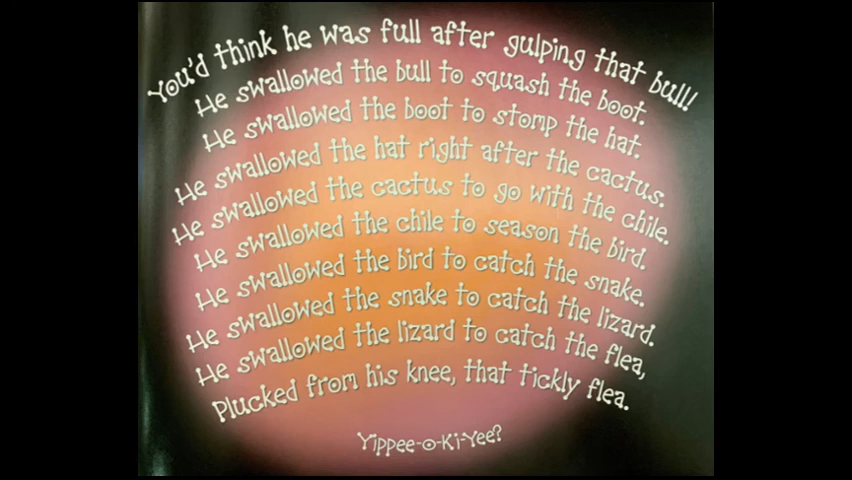 You'd think he was full after gulping that bull!
He swallowed the bull to squash the boot.
He swallowed the boot to stomp the hat.
He swallowed the hat right after the cactus.
He swallowed the cactus to go with the chile.
He swallowed the chile to season the bird.
He swallowed the bird to catch the snake.
He swallowed the snake to catch the lizard.
He swallowed the lizard to catch the flea,
Plucked from his knee, that tickly flea.
Yippee-o-Ki-Yee?